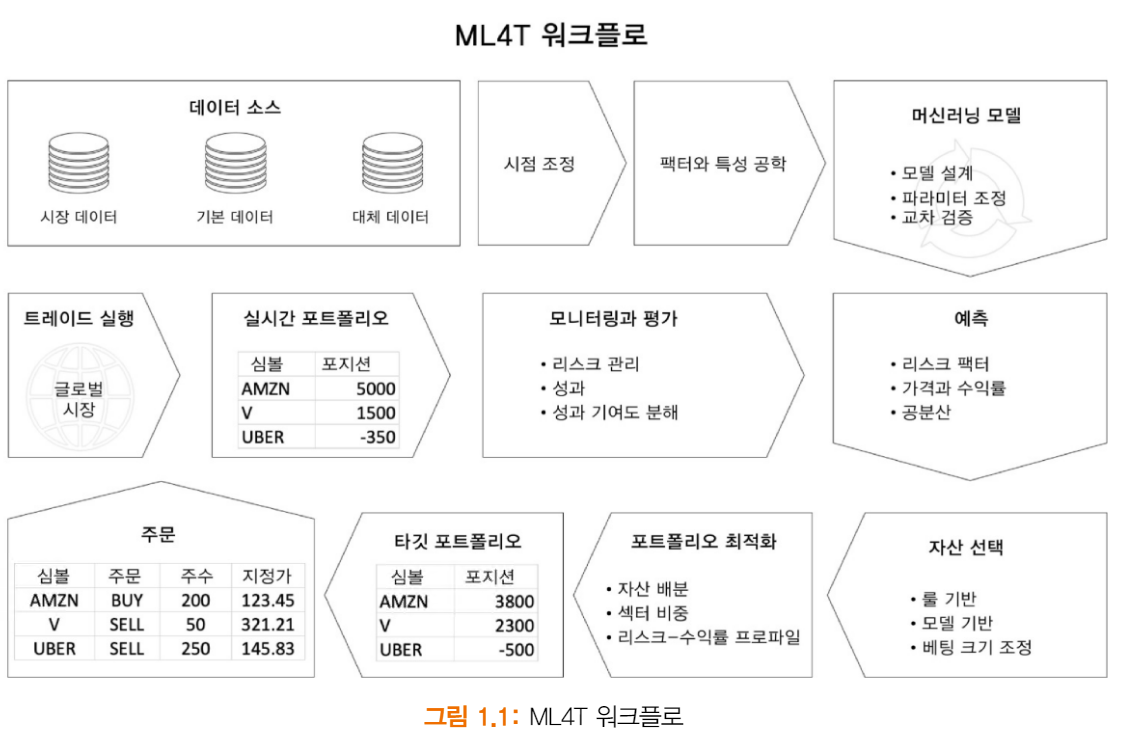 ML4T 워크플로
데이터 소스
시장 데이터
기본 데이터
대체 데이터
시점 조정
팩터와 특성 공학
머신러닝 모델
• 모델 설계
• 파라미터 조정
• 교차 검증
트레이드 실행
글로벌
시장
실시간 포트폴리오
심볼 포지션
AMZN 5000
V 1500
UBER -350
모니터링과 평가
• 리스크 관리
• 성과
• 성과 기여도 분해
예측
• 리스크 팩터
• 가격과 수익률
• 공분산
주문
심볼 주문 주수 지정가
AMZN BUY 200 123.45
V SELL 50 321.21
UBER SELL 250 145.83
타깃 포트폴리오
심볼 포지션
AMZN 3800
V 2300
UBER -500
포트폴리오 최적화
• 자산 배분
• 섹터 비중
• 리스크-수익률 프로파일
자산 선택
• 룰 기반
• 모델 기반
• 베팅 크기 조정
그림 1.1: ML4T 워크플로